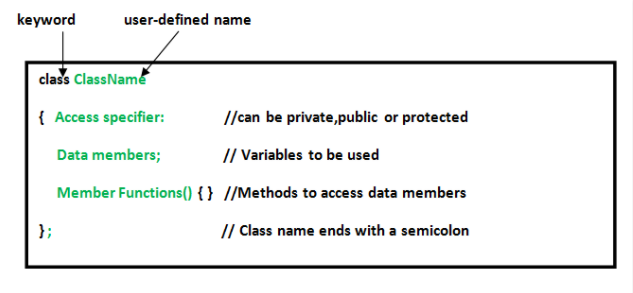 keyword user-defined name
class ClassName
{ Access specifier: //can be private,public or protected
Data members; // Variables to be used
Member Functions() { } //Methods to access data members
}; // Class name ends with a semicolon